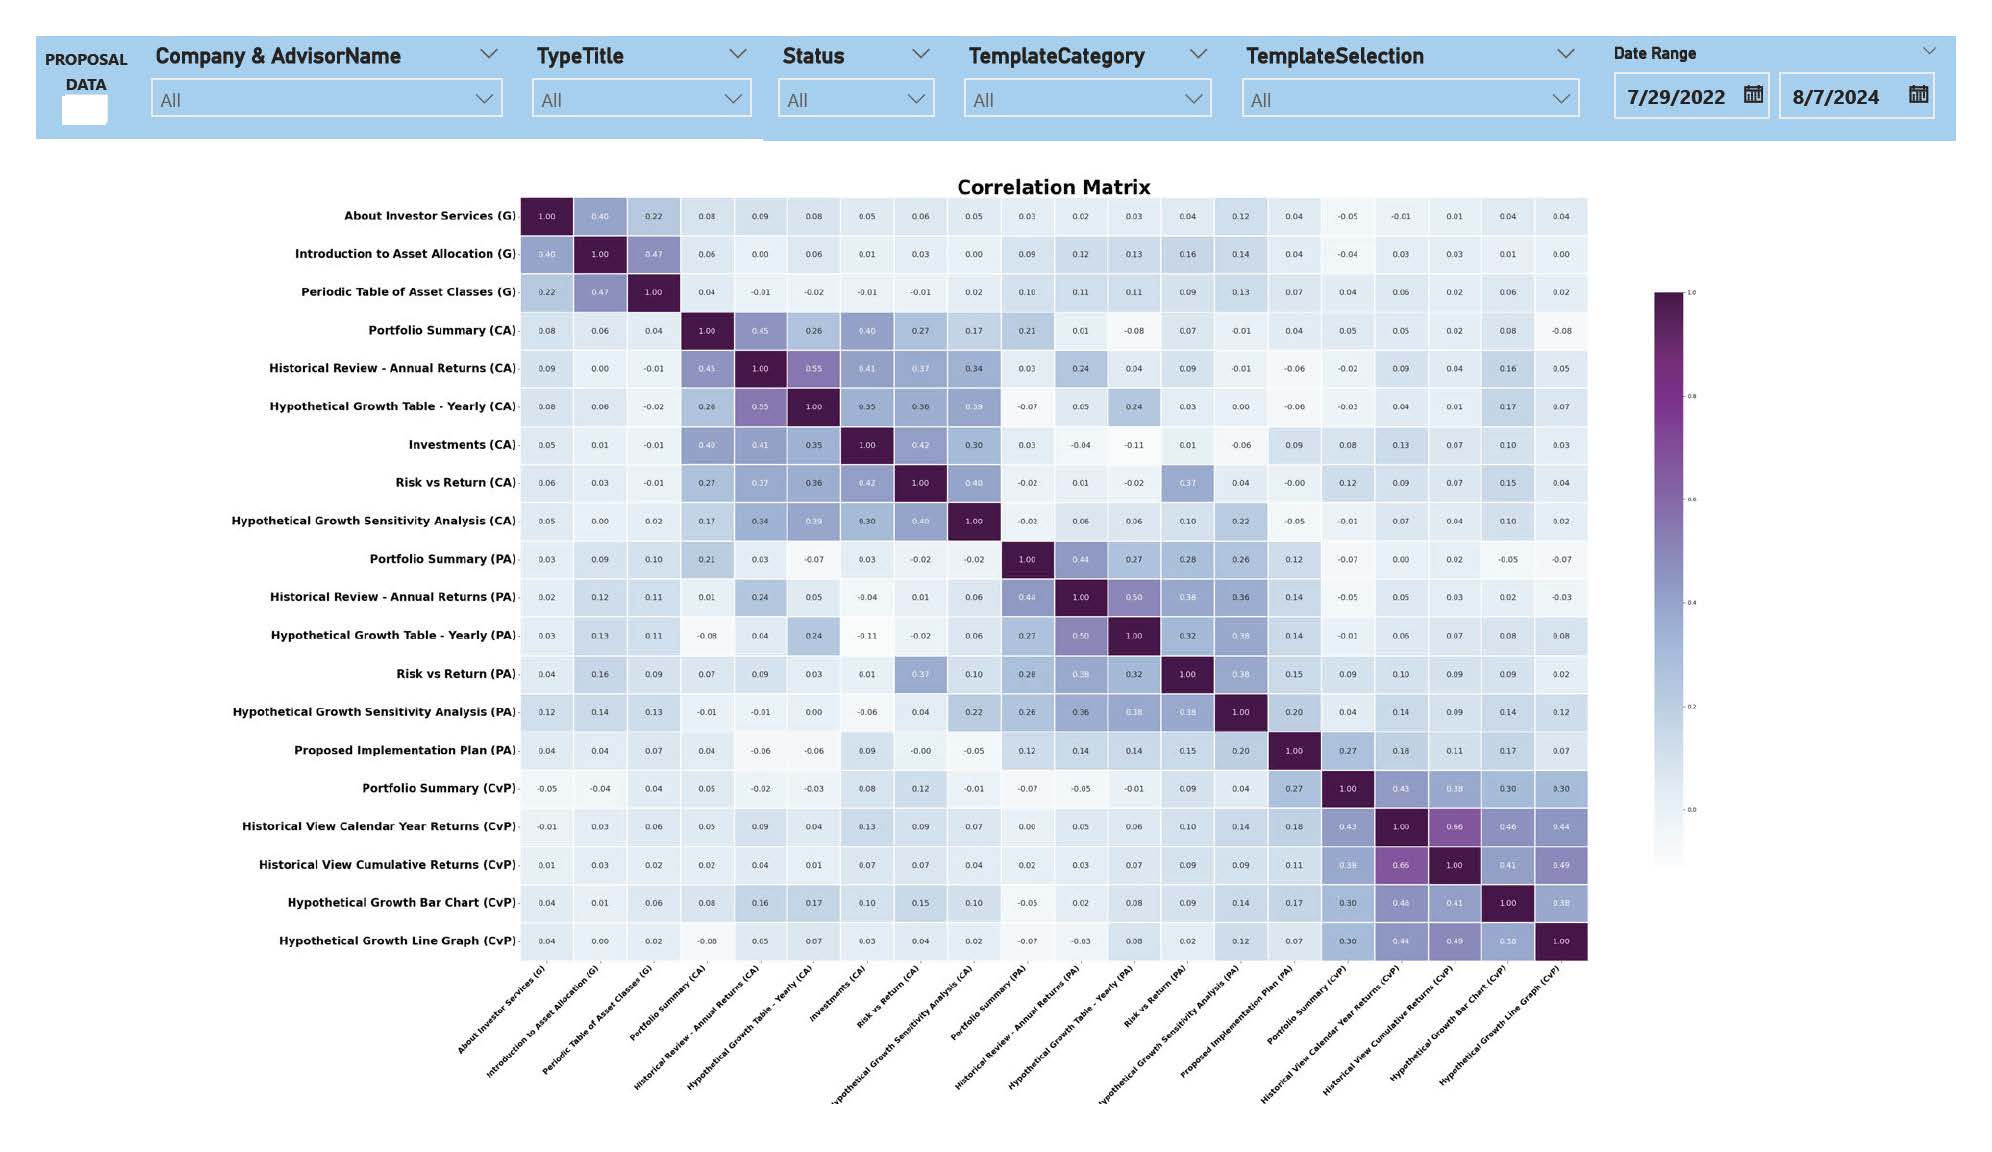 PROPOSAL
DATA
Company & AdvisorName
All
TypeTitle
All
Status
All
TemplateCategory
All
TemplateSelection
All
Date Range
7/29/2022
8/7/2024
Correlation Matrix
About Investor Services (G) 1.00 0.40 0.22 0.08 0.09 0.08 0.05 0.06 0.05 0.03 0.02 0.03 0.04 0.12 0.04 -0.05 -0.01 0.01 0.04 0.04
Introduction to Asset Allocation (G) 0.40 1.00 0.47 0.06 0.00 0.06 0.01 0.03 0.00 0.09 0.12 0.13 0.16 0.14 0.04 -0.04 0.03 0.03 0.01 0.00
Periodic Table of Asset Classes (G) 0.22 0.47 1.00 0.04 -0.01 -0.02 -0.01 -0.01 0.02 0.10 0.11 0.11 0.09 0.13 0.07 0.04 0.06 0.02 0.06 0.02
Portfolio Summary (CA) 0.08 0.06 0.04 1.00 0.45 0.26 0.40 0.27 0.17 0.21 0.01 -0.08 0.07 -0.01 0.04 0.05 0.05 0.02 0.08 -0.08
Historical Review - Annual Returns (CA) 0.09 0.00 -0.01 0.45 1.00 0.55 0.41 0.37 0.34 0.03 0.24 0.04 0.09 -0.01 -0.06 -0.02 0.09 0.04 0.16 0.05
Hypothetical Growth Table - Yearly (CA) 0.08 0.06 -0.02 0.26 0.55 1.00 0.35 0.36 0.39 -0.07 0.05 0.24 0.03 0.00 -0.06 -0.03 0.04 0.01 0.17 0.07
Investments (CA) 0.05 0.01 -0.01 0.40 0.41 0.35 1.00 0.42 0.30 0.03 -0.04 -0.11 0.01 -0.06 0.09 0.08 0.13 0.07 0.10 0.03
Risk vs Return (CA) 0.06 0.03 -0.01 0.27 0.37 0.36 0.42 1.00 0.40 -0.02 0.01 -0.02 0.37 0.04 -0.00 0.12 0.09 0.07 0.15 0.04
Hypothetical Growth Sensitivity Analysis (CA) 0.05 0.00 0.02 0.17 0.34 0.39 0.30 0.40 1.00 -0.02 0.06 0.06 0.10 0.22 -0.05 -0.01 0.07 0.04 0.10 0.02
Portfolio Summary (PA) 0.03 0.09 0.10 0.21 0.03 -0.07 0.03 -0.02 -0.02 1.00 0.44 0.27 0.28 0.26 0.12 -0.07 0.00 0.02 -0.05 -0.07
Historical Review - Annual Returns (PA) 0.02 0.12 0.11 0.01 0.24 0.05 -0.04 0.01 0.06 0.44 1.00 0.50 0.38 0.36 0.14 -0.05 0.05 0.03 0.02 -0.03
Hypothetical Growth Table - Yearly (PA) 0.03 0.13 0.11 -0.08 0.04 0.24 -0.11 -0.02 0.06 0.27 0.50 1.00 0.32 0.38 0.14 -0.01 0.06 0.07 0.08 0.08
Risk vs Return (PA) 0.04 0.16 0.09 0.07 0.09 0.03 0.01 0.37 0.10 0.28 0.38 0.32 1.00 0.38 0.15 0.09 0.10 0.09 0.09 0.02
Hypothetical Growth Sensitivity Analysis (PA) 0.12 0.14 0.13 -0.01 -0.01 0.00 -0.06 0.04 0.22 0.26 0.36 0.38 0.38 1.00 0.20 0.04 0.14 0.09 0.14 0.12
Proposed Implementation Plan (PA) 0.04 0.04 0.07 0.04 -0.06 -0.06 0.09 -0.00 -0.05 0.12 0.14 0.14 0.15 0.20 1.00 0.27 0.18 0.11 0.17 0.07
Portfolio Summary (CvP) -0.05 -0.04 0.04 0.05 -0.02 -0.03 0.08 0.12 -0.01 -0.07 -0.05 -0.01 0.09 0.04 0.27 1.00 0.43 0.38 0.30 0.30
Historical View Calendar Year Returns (CvP) -0.01 0.03 0.06 0.05 0.09 0.04 0.13 0.09 0.07 0.00 0.05 0.06 0.10 0.14 0.18 0.43 1.00 0.66 0.46 0.44
Historical View Cumulative Returns (CvP) 0.01 0.03 0.02 0.02 0.04 0.01 0.07 0.07 0.04 0.02 0.03 0.07 0.09 0.09 0.11 0.38 0.66 1.00 0.41 0.49
Hypothetical Growth Bar Chart (CvP) 0.04 0.01 0.06 0.08 0.16 0.17 0.10 0.15 0.10 -0.05 0.02 0.08 0.09 0.14 0.17 0.30 0.46 0.41 1.00 0.38
Hypothetical Growth Line Graph (CvP) 0.04 0.00 0.02 -0.08 0.05 0.07 0.03 0.04 0.02 -0.07 -0.03 0.08 0.02 0.12 0.07 0.30 0.44 0.49 0.38 1.00
About Investor Services (G)
Introduction to Asset Allocation (G)
Periodic Table of Asset Classes (G)
Portfolio Summary (CA)
Historical Review - Annual Returns (CA)
Hypothetical Growth Table - Yearly (CA)
Investments (CA)
Risk vs Return (CA)
ypothetical Growth Sensitivity Analysis (CA)
Portfolio Summary (PA)
Historical Review - Annual Returns (PA)
Hypothetical Growth Table - Yearly (PA)
Risk vs Return (PA)
ypothetical Growth Sensitivity Analysis (PA)
Proposed Implementation Plan (PA)
Portfolio Summary (CvP)
Historical View Calendar Year Returns (CvP)
Historical View Cumulative Returns (CvP)
Hypothetical Growth Bar Chart (CvP)
Hypothetical Growth Line Graph (CvP)
1.0
0.8
0.6
0.4
0.2
0.0